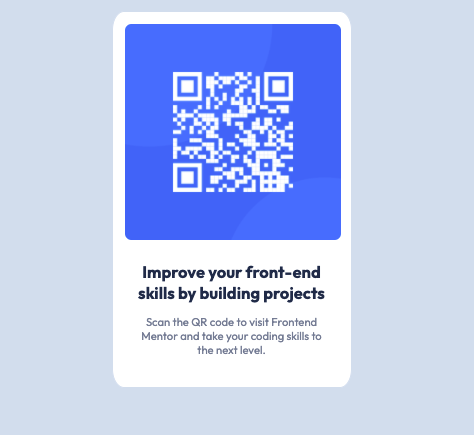 Improve your front-end
skills by building projects
Scan the QR code to visit Frontend
Mentor and take your coding skills to
the next level.